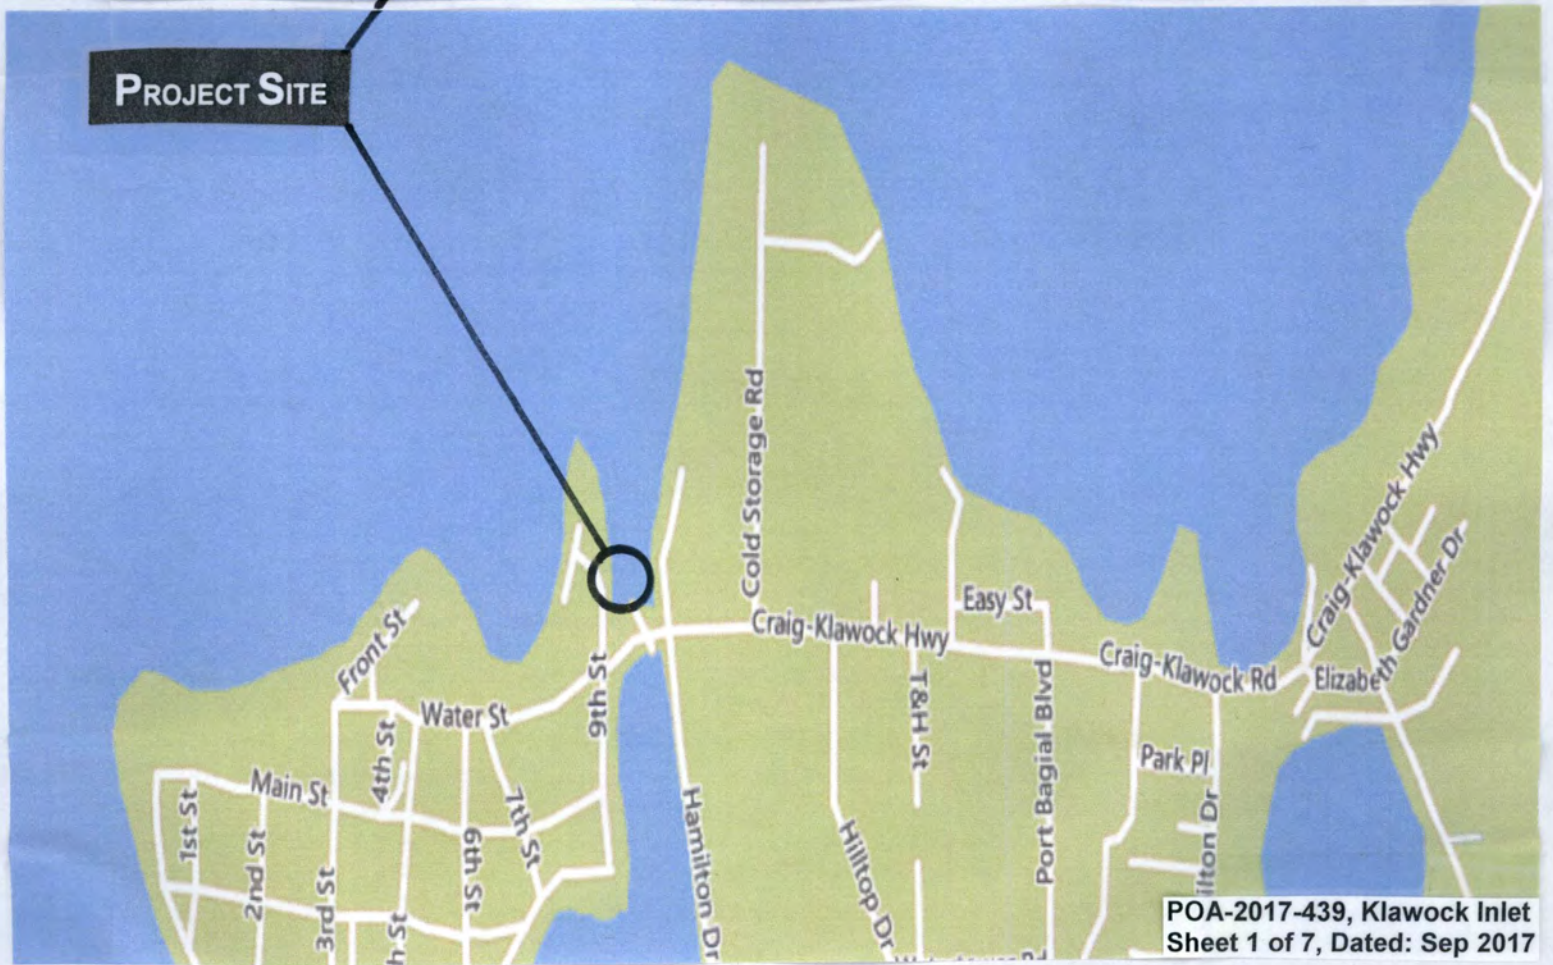 PROJECT SITE
Cold Storage Rd
Craig-Klawock Hwy
Craig-Klawock Hwy
Gardner Dr
Easy St
Front St
Craig-Klawock Rd
Elizabeth
Water St
9th St
T&H St
Port Bagial Blvd
Park Pl
Main St
4th St
7th St
1st St
2nd St
3rd St
6th St
Hamilton Dr
Hilltop Dr
ilton Dr
h St
POA-2017-439, Klawock Inlet
Sheet 1 of 7, Dated: Sep 2017